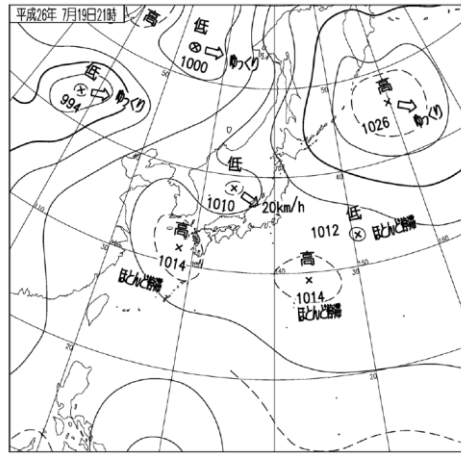 平成26年 7月19日21時
高
低
1000
ゆっくり
低
994
ゆっくり
高
1026
ゆっくり
低
1010
20km/h
低
1012
ほとんど停滞
高
1014
ほとんど停滞
高
1014
ほとんど停滞